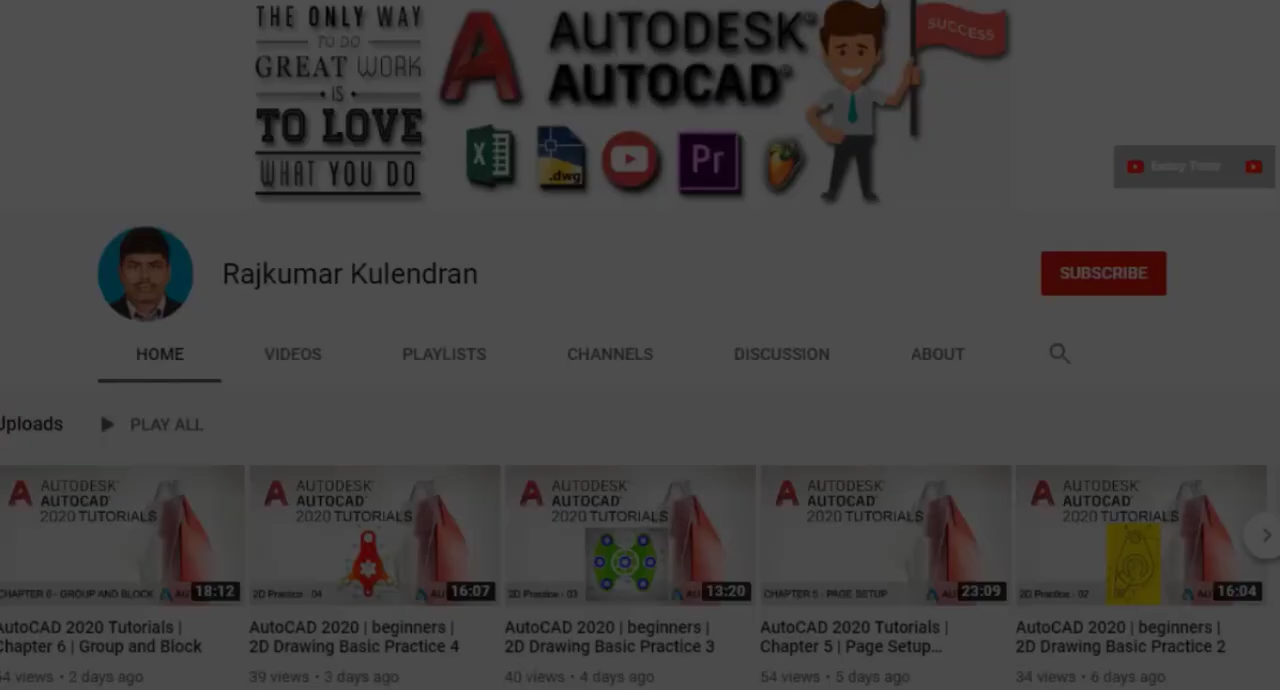 THE ONLY WAY
TO DO
GREAT WORK
IS
TO LOVE
WHAT YOU DO
AUTODESK®
AUTOCAD®
SUCCESS
.dwg
Pr
Rajkumar Kulendran
SUBSCRIBE
HOME VIDEOS PLAYLISTS CHANNELS DISCUSSION ABOUT
Uploads PLAY ALL
AUTODESK®
AUTOCAD®
2020 TUTORIALS
CHAPTER 6 - GROUP AND BLOCK
18:12
AutoCAD 2020 Tutorials |
Chapter 6 | Group and Block
54 views • 2 days ago
AUTODESK®
AUTOCAD®
2020 TUTORIALS
2D Practice - 04
16:07
AutoCAD 2020 | beginners |
2D Drawing Basic Practice 4
39 views • 3 days ago
AUTODESK®
AUTOCAD®
2020 TUTORIALS
2D Practice - 03
13:20
AutoCAD 2020 | beginners |
2D Drawing Basic Practice 3
40 views • 4 days ago
AUTODESK®
AUTOCAD®
2020 TUTORIALS
CHAPTER 5 - PAGE SETUP
23:09
AutoCAD 2020 Tutorials |
Chapter 5 | Page Setup...
54 views • 5 days ago
AUTODESK®
AUTOCAD®
2020 TUTORIALS
2D Practice - 02
16:04
AutoCAD 2020 | beginners |
2D Drawing Basic Practice 2
34 views • 6 days ago